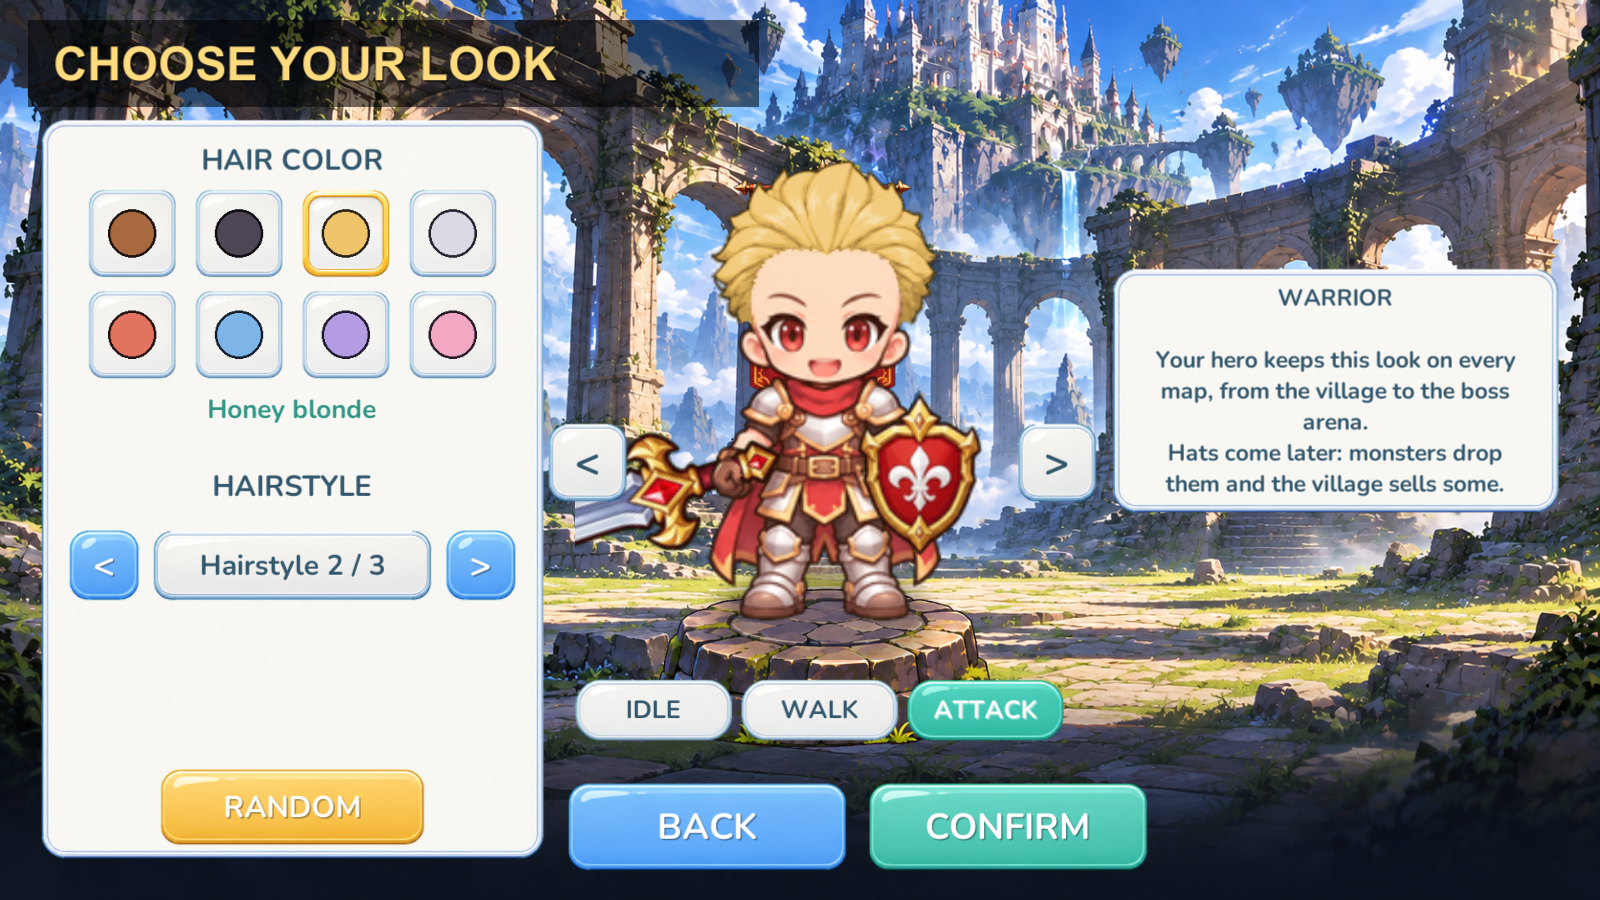 CHOOSE YOUR LOOK
HAIR COLOR
Honey blonde
HAIRSTYLE
<
Hairstyle 2 / 3
>
RANDOM
<
>
IDLE
WALK
ATTACK
BACK
CONFIRM
WARRIOR
Your hero keeps this look on every
map, from the village to the boss
arena.
Hats come later: monsters drop
them and the village sells some.